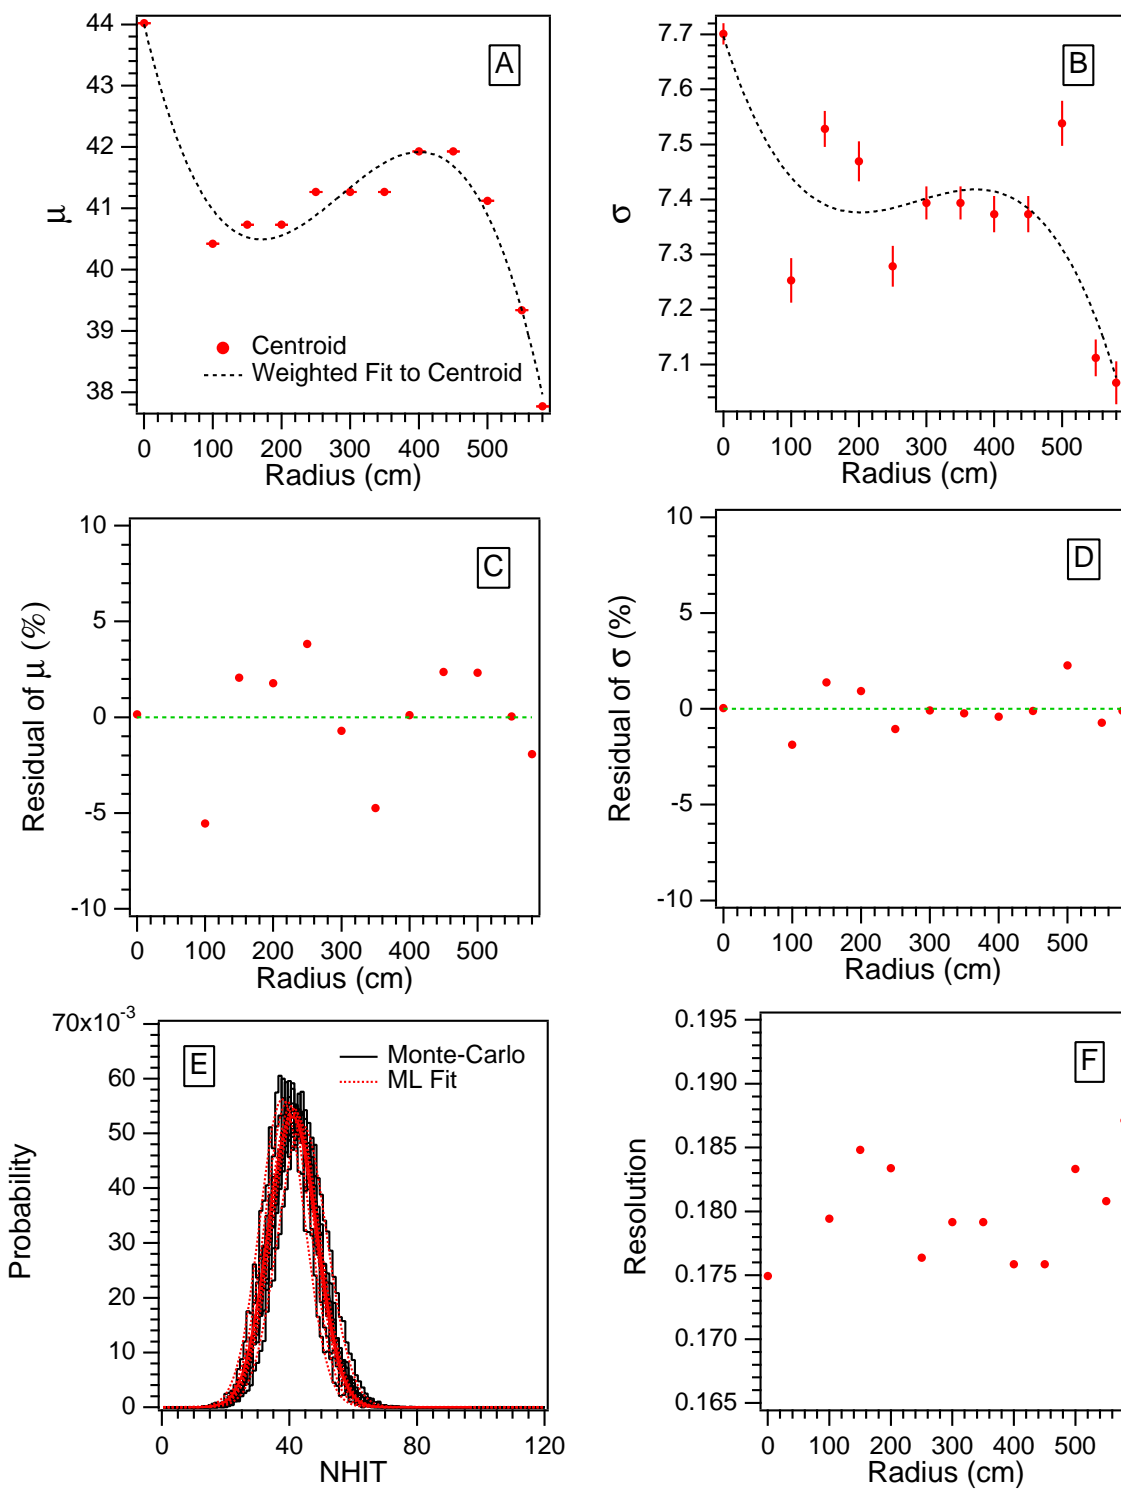 44
43
42
41
40
39
38
μ
A
Centroid
Weighted Fit to Centroid
0 100 200 300 400 500
Radius (cm)
7.7
7.6
7.5
7.4
7.3
7.2
7.1
σ
B
0 100 200 300 400 500
Radius (cm)
10
5
0
-5
-10
Residual of μ (%)
C
0 100 200 300 400 500
Radius (cm)
10
5
0
-5
-10
Residual of σ (%)
D
0 100 200 300 400 500
Radius (cm)
70x10-3
60
50
40
30
20
10
0
Probability
E
Monte-Carlo
ML Fit
0 40 80 120
NHIT
0.195
0.190
0.185
0.180
0.175
0.170
0.165
Resolution
F
0 100 200 300 400 500
Radius (cm)